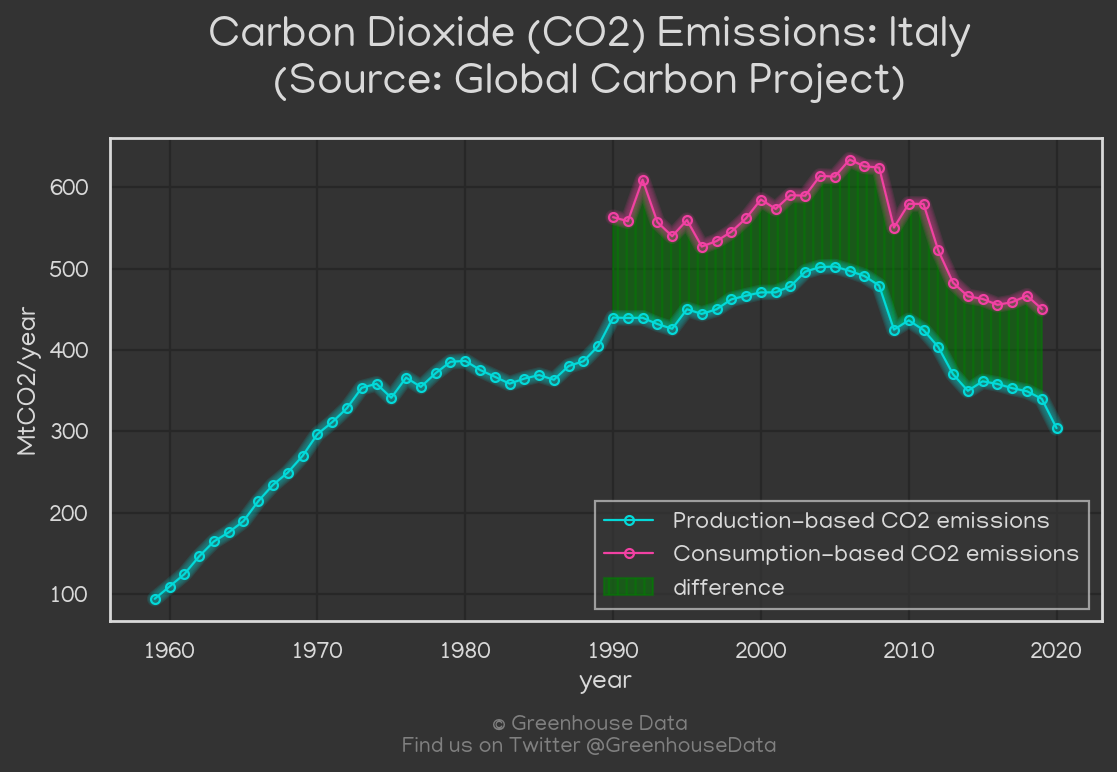 Carbon Dioxide (CO2) Emissions: Italy
(Source: Global Carbon Project)
MtCO2/year
600
500
400
300
200
100
Production-based CO2 emissions
Consumption-based CO2 emissions
difference
1960 1970 1980 1990 2000 2010 2020
year
© Greenhouse Data
Find us on Twitter @GreenhouseData